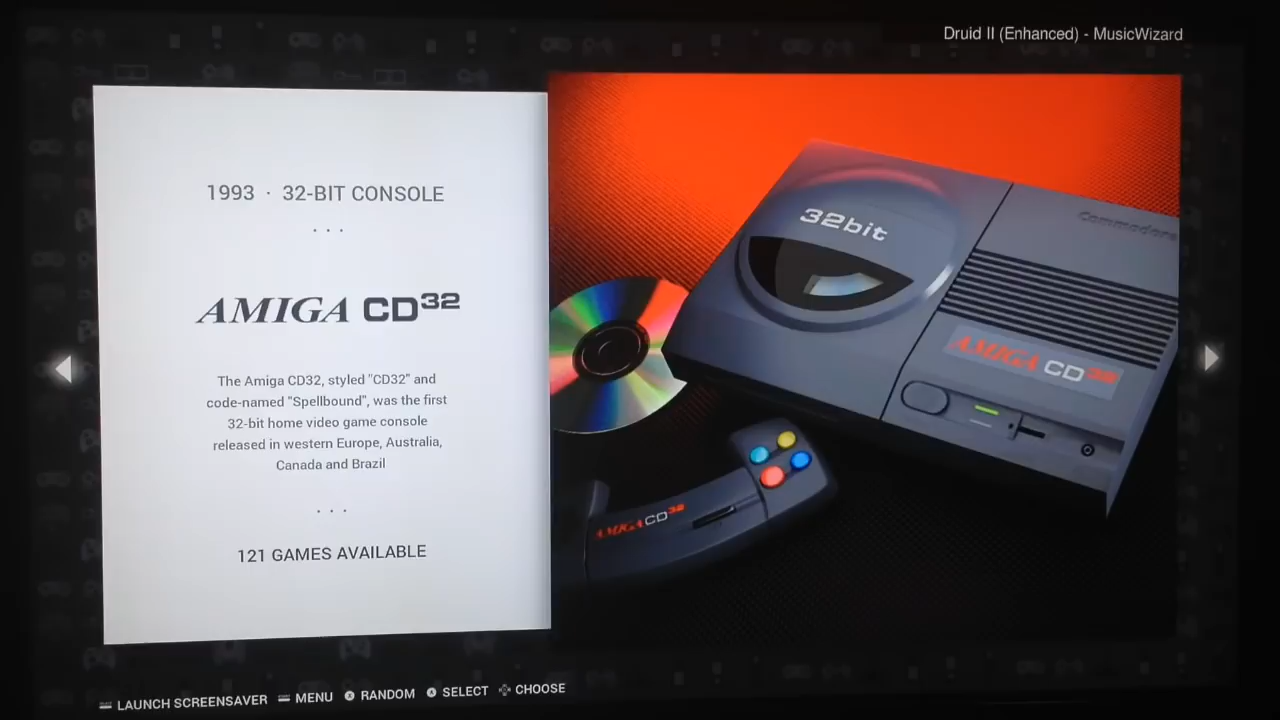 Druid II (Enhanced) - MusicWizard
1993 · 32-BIT CONSOLE
...
AMIGA CD32
The Amiga CD32, styled "CD32" and
code-named "Spellbound", was the first
32-bit home video game console
released in western Europe, Australia,
Canada and Brazil
...
121 GAMES AVAILABLE
32bit
Commodore
AMIGA CD32
AMIGA CD32
LAUNCH SCREENSAVER MENU RANDOM SELECT CHOOSE